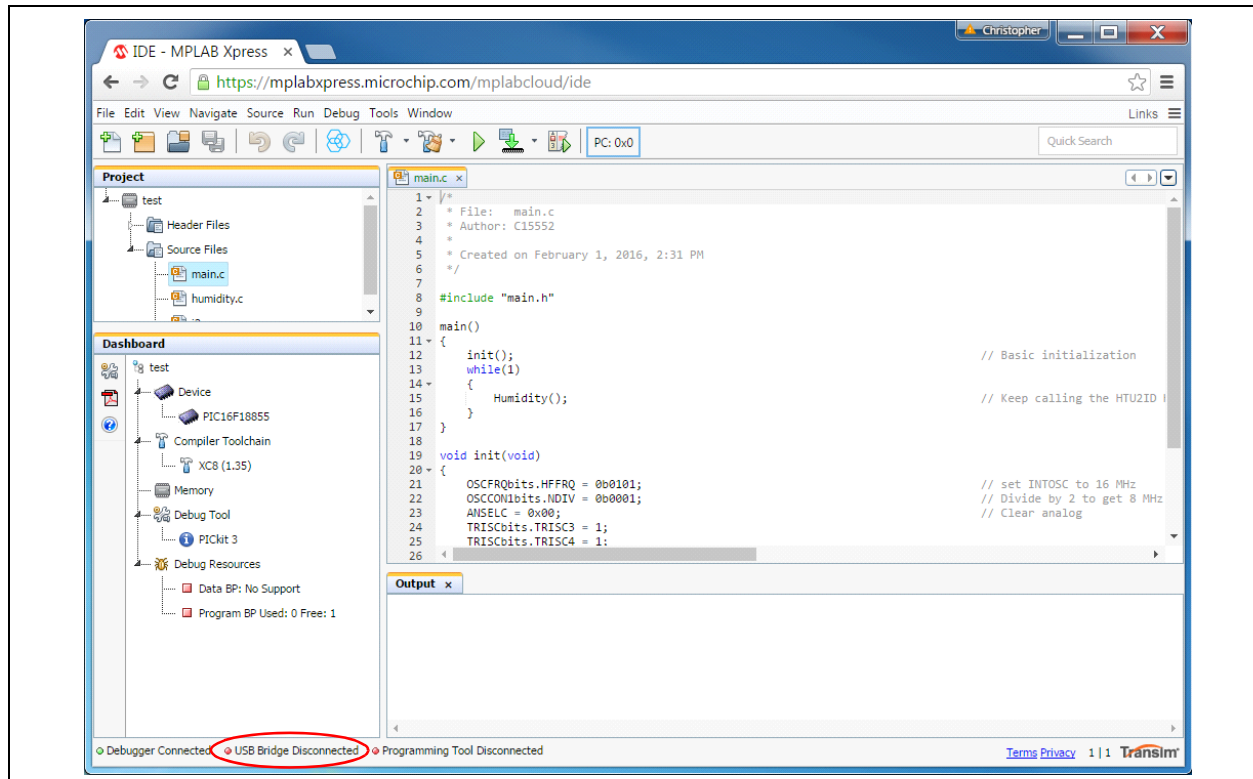 Christopher
IDE - MPLAB Xpress ×
https://mplabxpress.microchip.com/mplabcloud/ide
File Edit View Navigate Source Run Debug Tools Window
Links
PC: 0x0
Quick Search
Project
test
Header Files
Source Files
main.c
humidity.c
Dashboard
test
Device
PIC16F18855
Compiler Toolchain
XC8 (1.35)
Memory
Debug Tool
PICkit 3
Debug Resources
Data BP: No Support
Program BP Used: 0 Free: 1
main.c ×
1 /*
2 * File: main.c
3 * Author: C15552
4 *
5 * Created on February 1, 2016, 2:31 PM
6 */
7
8 #include "main.h"
9
10 main()
11 {
12 init(); // Basic initialization
13 while(1)
14 {
15 Humidity(); // Keep calling the HTU2ID
16 }
17 }
18
19 void init(void)
20 {
21 OSCFRQbits.HFFRQ = 0b0101; // set INTOSC to 16 MHz
22 OSCCON1bits.NDIV = 0b0001; // Divide by 2 to get 8 MHz
23 ANSELC = 0x00; // Clear analog
24 TRISCbits.TRISC3 = 1;
25 TRISCbits.TRISC4 = 1;
26
Output ×
Debugger Connected USB Bridge Disconnected Programming Tool Disconnected
Terms Privacy 1 | 1 Transim